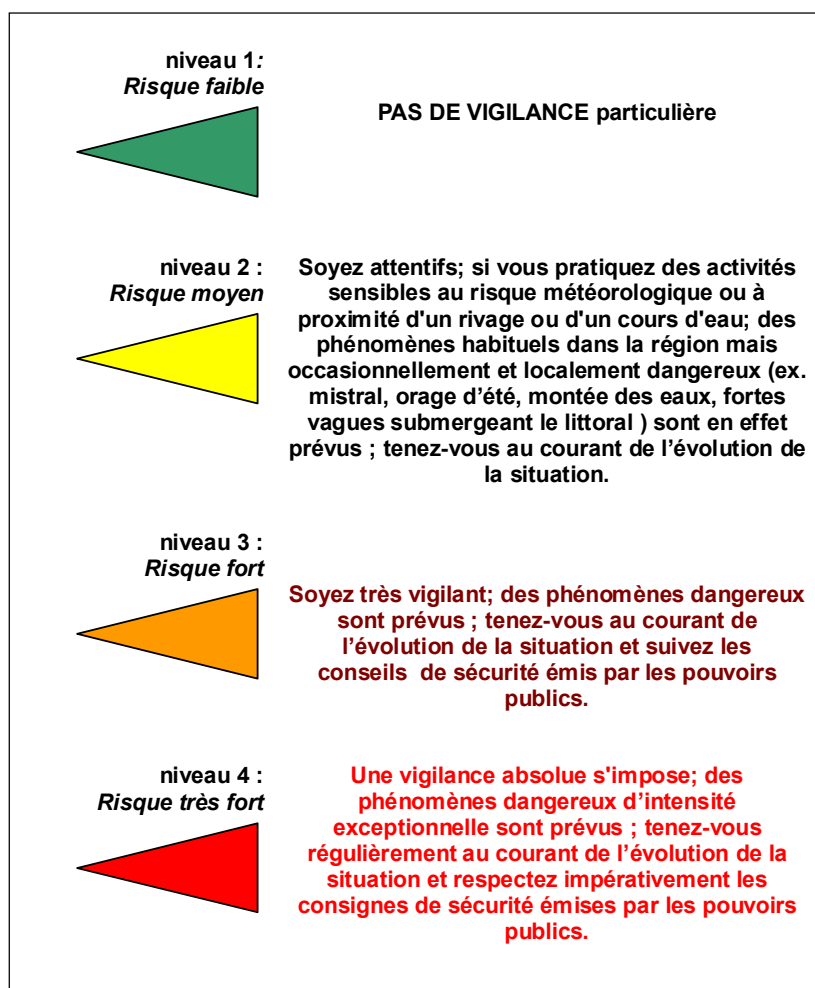 niveau 1:
Risque faible
PAS DE VIGILANCE particulière
niveau 2 :
Risque moyen
Soyez attentifs; si vous pratiquez des activités
sensibles au risque météorologique ou à
proximité d'un rivage ou d'un cours d'eau; des
phénomènes habituels dans la région mais
occasionnellement et localement dangereux (ex.
mistral, orage d’été, montée des eaux, fortes
vagues submergeant le littoral ) sont en effet
prévus ; tenez-vous au courant de l’évolution de
la situation.
niveau 3 :
Risque fort
Soyez très vigilant; des phénomènes dangereux
sont prévus ; tenez-vous au courant de
l’évolution de la situation et suivez les
conseils  de sécurité émis par les pouvoirs
publics.
niveau 4 :
Risque très fort
Une vigilance absolue s'impose; des
phénomènes dangereux d’intensité
exceptionnelle sont prévus ; tenez-vous
régulièrement au courant de l’évolution de la
situation et respectez impérativement les
consignes de sécurité émises par les pouvoirs
publics.